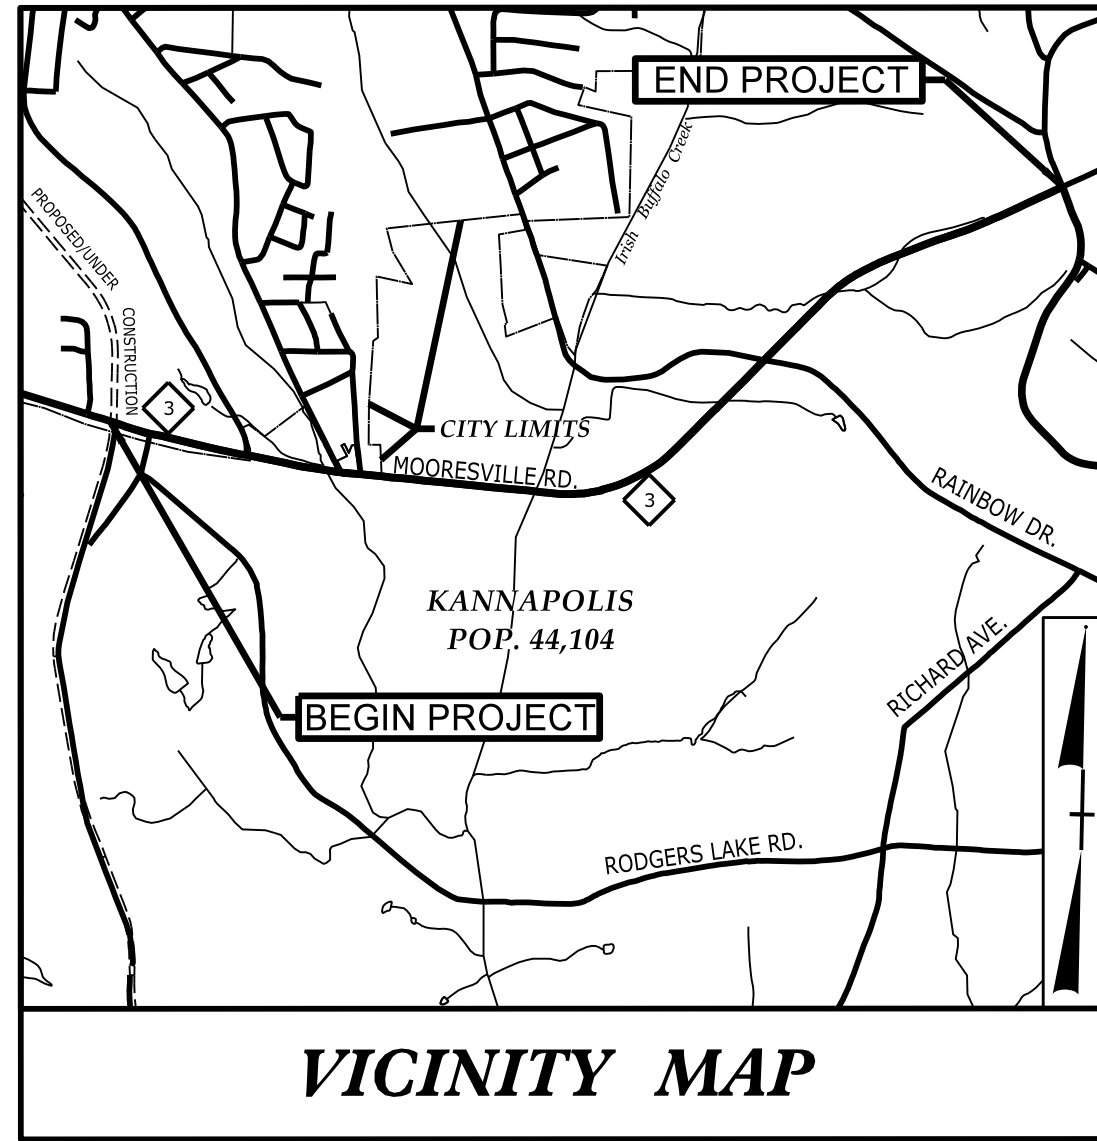 END PROJECT
Irish Buffalo Creek
PROPOSED/UNDER
CONSTRUCTION
3
CITY LIMITS
MOORESVILLE RD.
3
RAINBOW DR.
KANNAPOLIS
POP. 44,104
RICHARD AVE.
BEGIN PROJECT
RODGERS LAKE RD.
VICINITY MAP